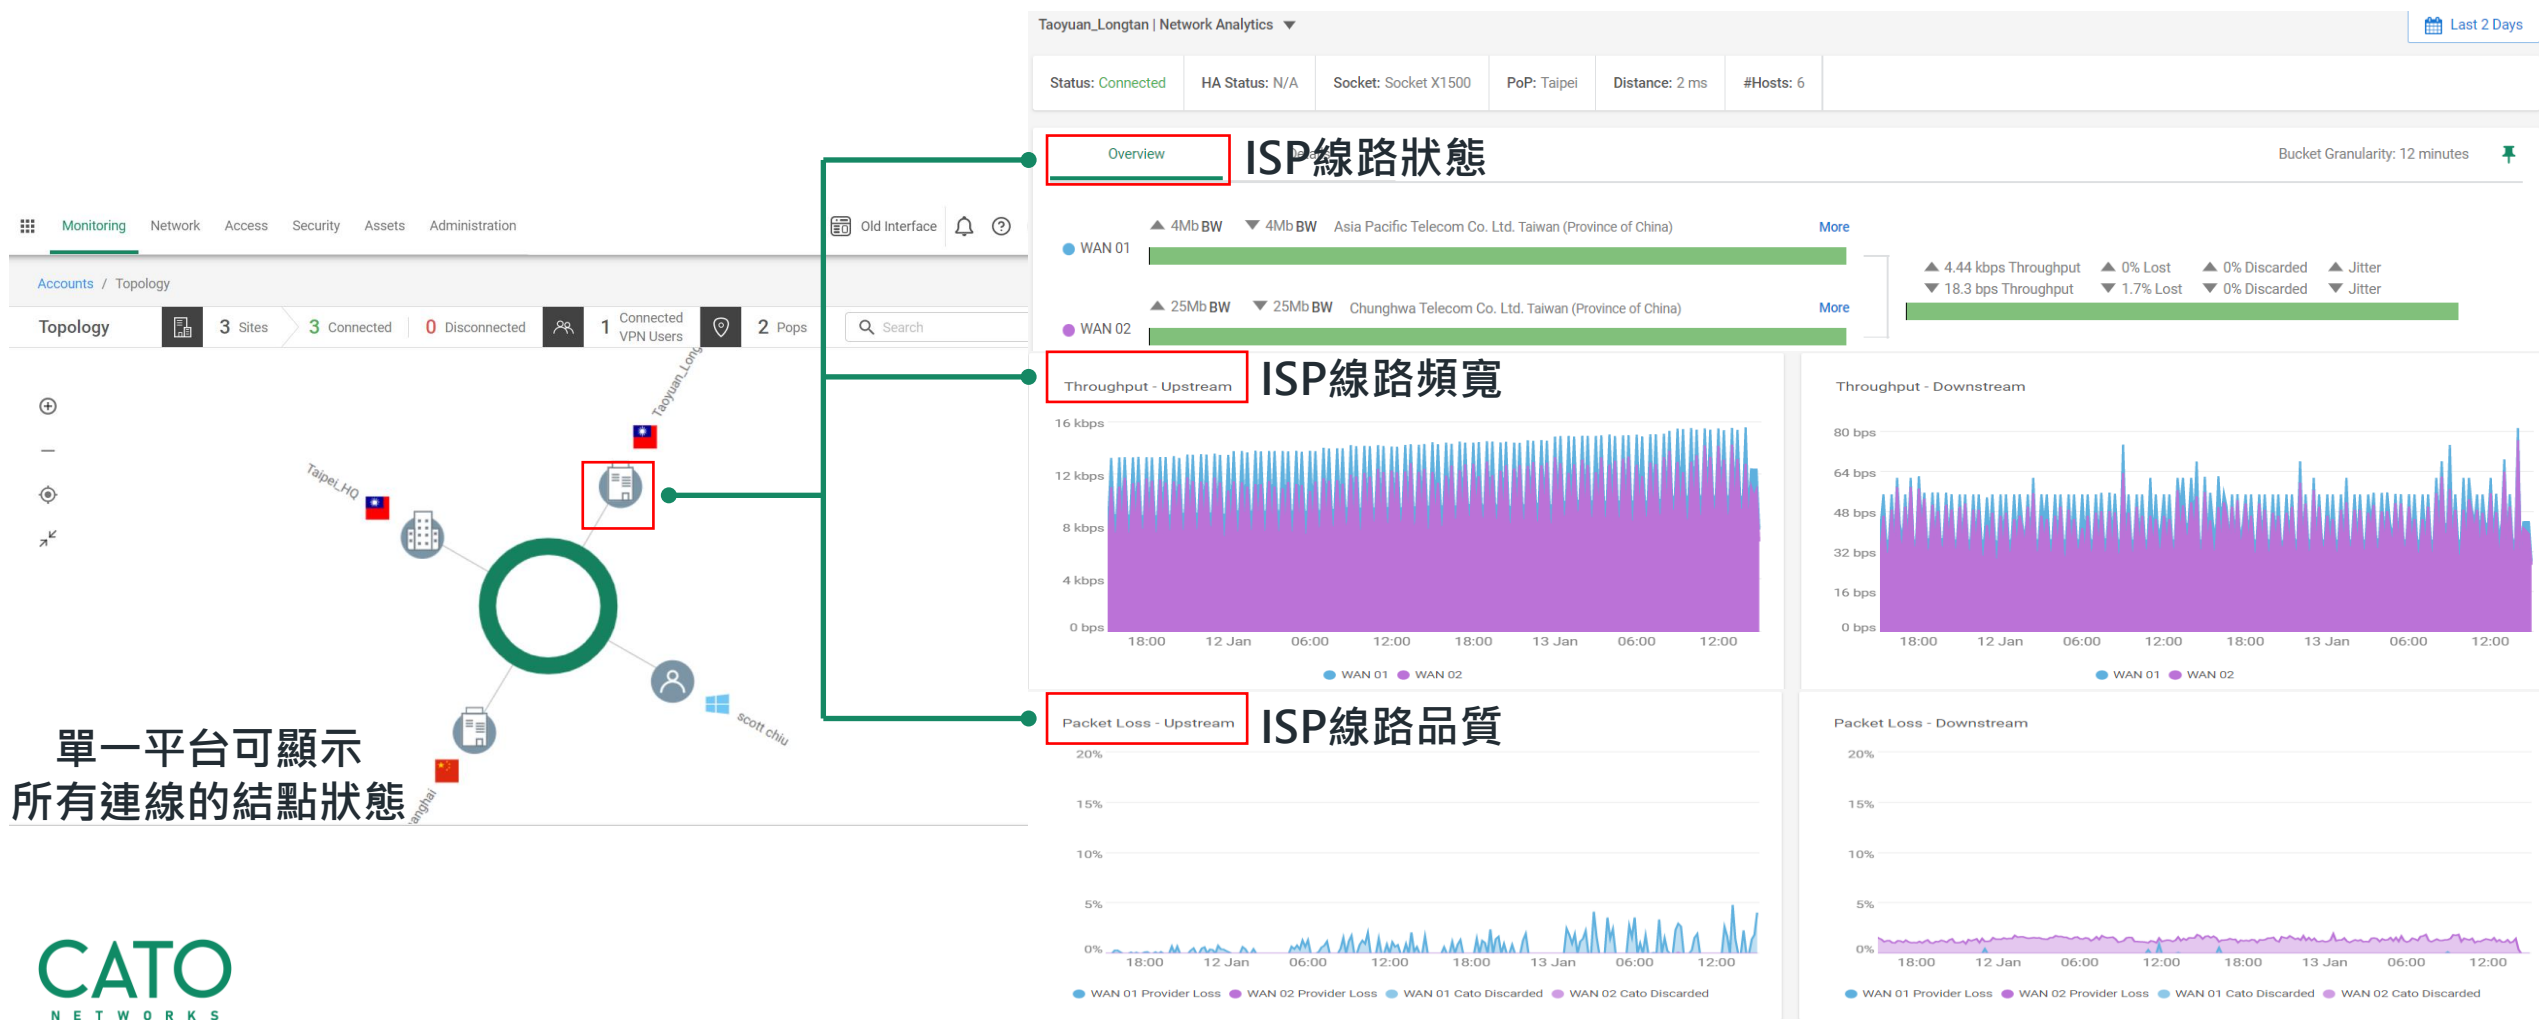 Taoyuan_Longtan | Network Analytics
Last 2 Days
Status: Connected
HA Status: N/A
Socket: Socket X1500
PoP: Taipei
Distance: 2 ms
#Hosts: 6
Overview
ISP線路狀態
Bucket Granularity: 12 minutes
Monitoring
Network
Access
Security
Assets
Administration
Old Interface
Accounts / Topology
Topology
3 Sites
3 Connected
0 Disconnected
1 Connected
VPN Users
2 Pops
Search
WAN 01
4Mb BW
4Mb BW
Asia Pacific Telecom Co. Ltd. Taiwan (Province of China)
More
WAN 02
25Mb BW
25Mb BW
Chunghwa Telecom Co. Ltd. Taiwan (Province of China)
More
4.44 kbps Throughput
0% Lost
0% Discarded
Jitter
18.3 bps Throughput
1.7% Lost
0% Discarded
Jitter
Taoyuan_Long
Taipei_HQ
scott chiu
anghai
單一平台可顯示
所有連線的結點狀態
CATO
NETWORKS
Throughput - Upstream
ISP線路頻寬
16 kbps
12 kbps
8 kbps
4 kbps
0 bps
18:00
12 Jan
06:00
12:00
18:00
13 Jan
06:00
12:00
WAN 01
WAN 02
Throughput - Downstream
80 bps
64 bps
48 bps
32 bps
16 bps
0 bps
18:00
12 Jan
06:00
12:00
18:00
13 Jan
06:00
12:00
WAN 01
WAN 02
Packet Loss - Upstream
ISP線路品質
20%
15%
10%
5%
0%
18:00
12 Jan
06:00
12:00
18:00
13 Jan
06:00
12:00
WAN 01 Provider Loss
WAN 02 Provider Loss
WAN 01 Cato Discarded
WAN 02 Cato Discarded
Packet Loss - Downstream
20%
15%
10%
5%
0%
18:00
12 Jan
06:00
12:00
18:00
13 Jan
06:00
12:00
WAN 01 Provider Loss
WAN 02 Provider Loss
WAN 01 Cato Discarded
WAN 02 Cato Discarded